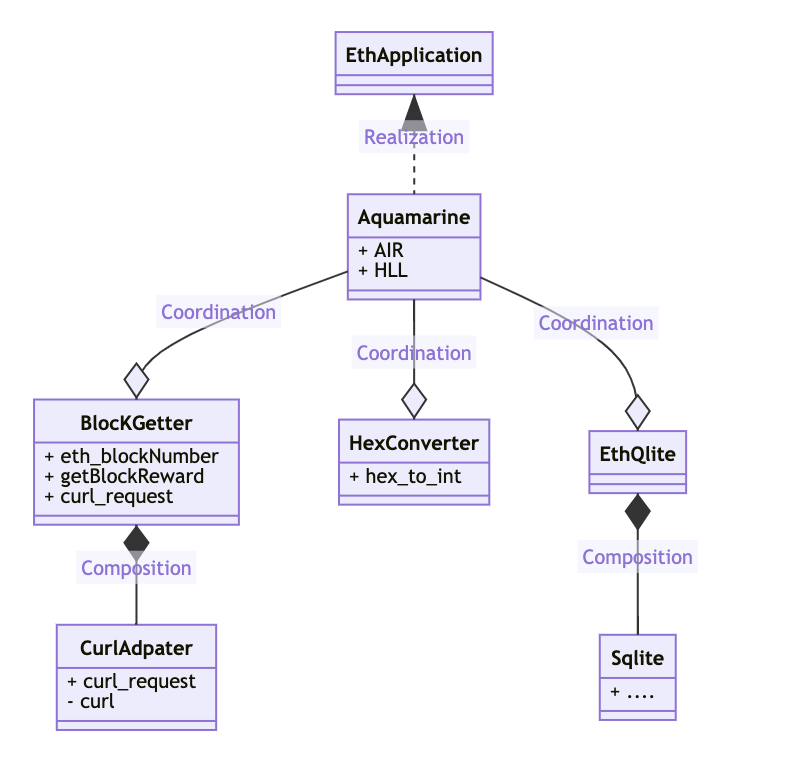 EthApplication
Realization
Aquamarine
+ AIR
+ HLL
Coordination
Coordination
Coordination
BlocKGetter
+ eth_blockNumber
+ getBlockReward
+ curl_request
HexConverter
+ hex_to_int
EthQlite
Composition
Composition
CurlAdpater
+ curl_request
- curl
Sqlite
+ ....